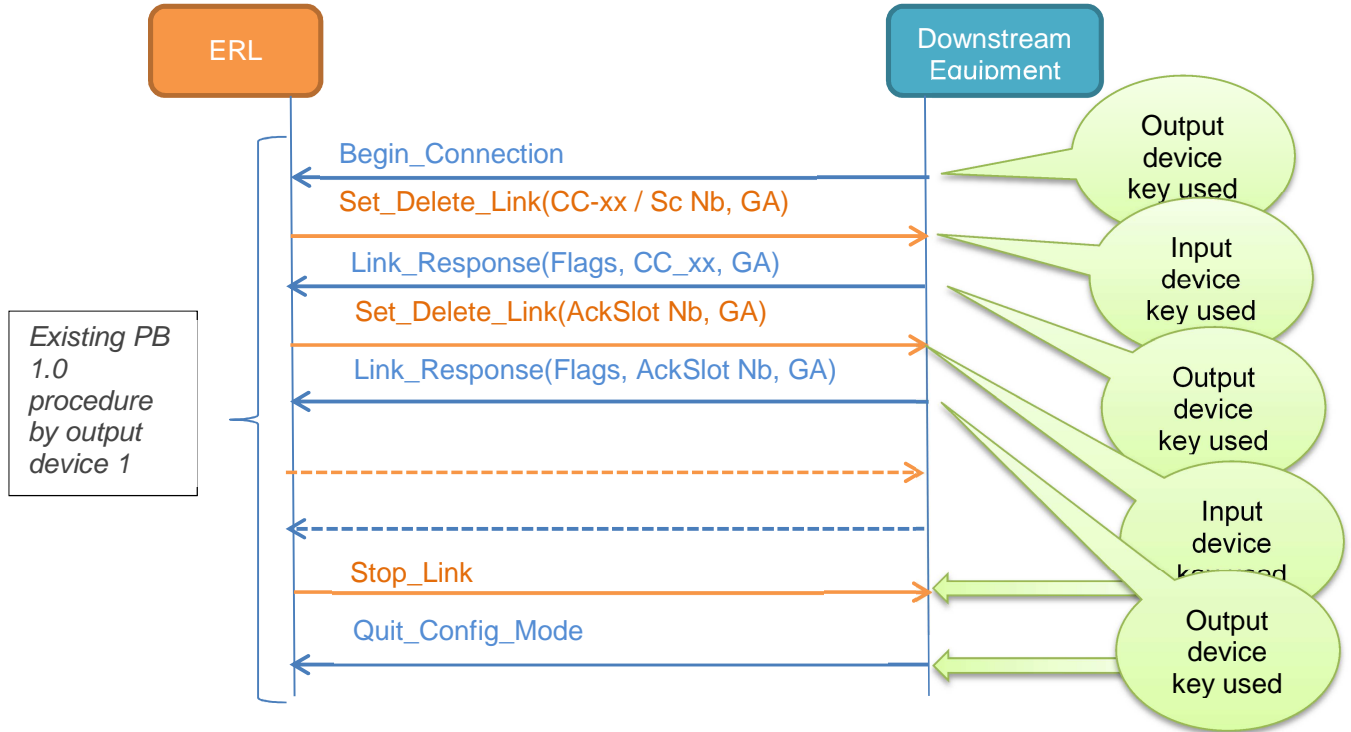 ERL
Downstream
Equipment
Output
device
key used
Begin_Connection
Set_Delete_Link(CC-xx / Sc Nb, GA)
Input
device
key used
Link_Response(Flags, CC_xx, GA)
Set_Delete_Link(AckSlot Nb, GA)
Existing PB
1.0
procedure
by output
device 1
Link_Response(Flags, AckSlot Nb, GA)
Output
device
key used
Input
device
key used
Stop_Link
Quit_Config_Mode
Output
device
key used